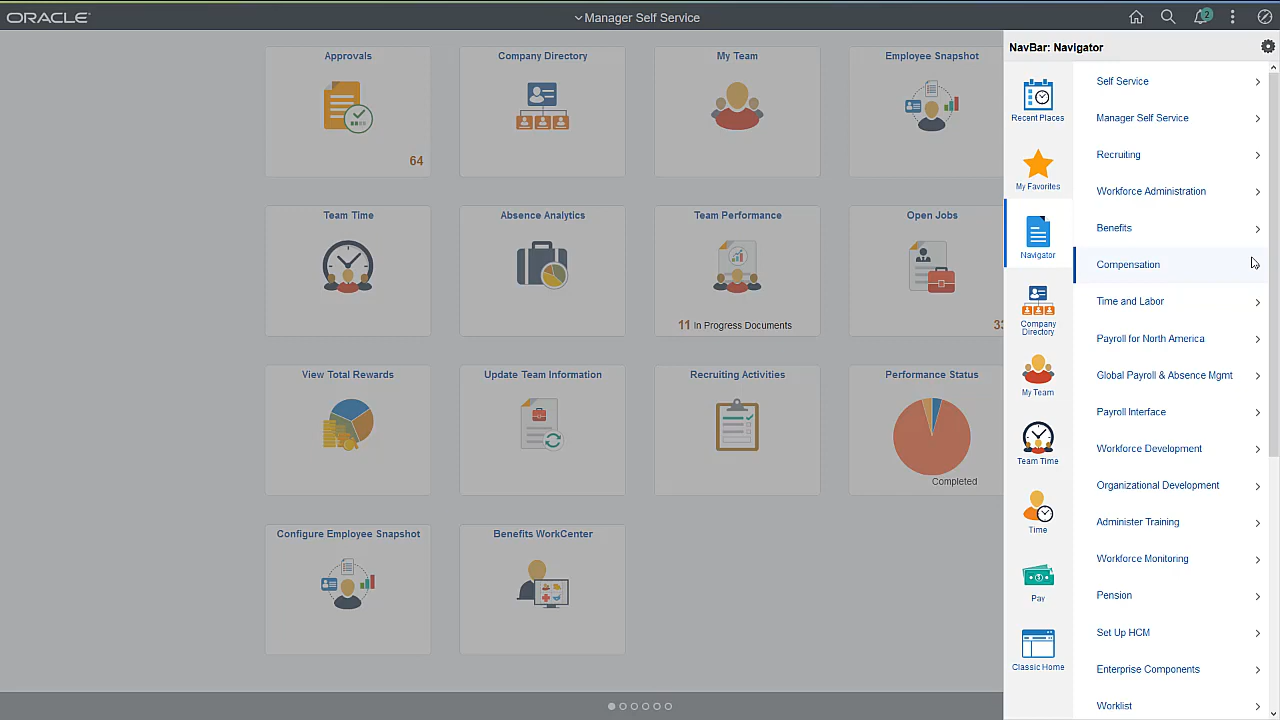 ORACLE
Manager Self Service
2
Approvals
64
Company Directory
My Team
Employee Snapshot
Team Time
Absence Analytics
Team Performance
11 In Progress Documents
Open Jobs
33
View Total Rewards
Update Team Information
Recruiting Activities
Performance Status
Completed
Configure Employee Snapshot
Benefits WorkCenter
NavBar: Navigator
Recent Places
My Favorites
Navigator
Company
Directory
My Team
Team Time
Time
Pay
Classic Home
Self Service
Manager Self Service
Recruiting
Workforce Administration
Benefits
Compensation
Time and Labor
Payroll for North America
Global Payroll & Absence Mgmt
Payroll Interface
Workforce Development
Organizational Development
Administer Training
Workforce Monitoring
Pension
Set Up HCM
Enterprise Components
Worklist